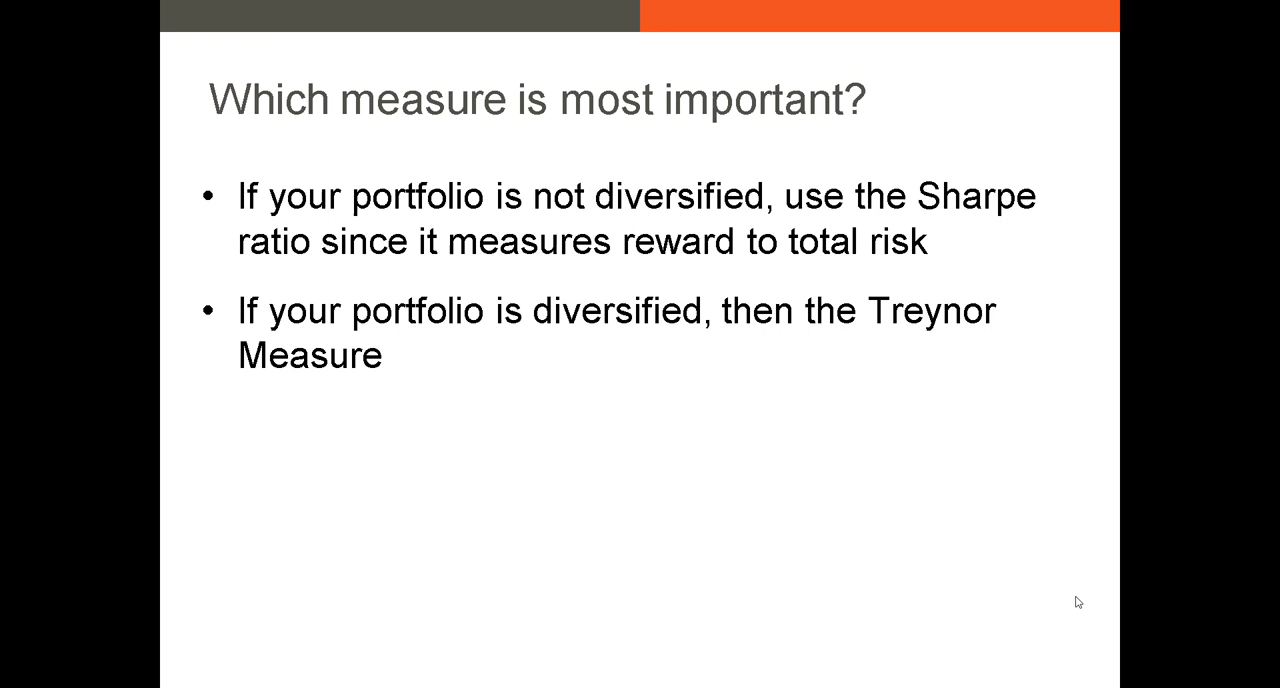 Which measure is most important?
• If your portfolio is not diversified, use the Sharpe
ratio since it measures reward to total risk
• If your portfolio is diversified, then the Treynor
Measure